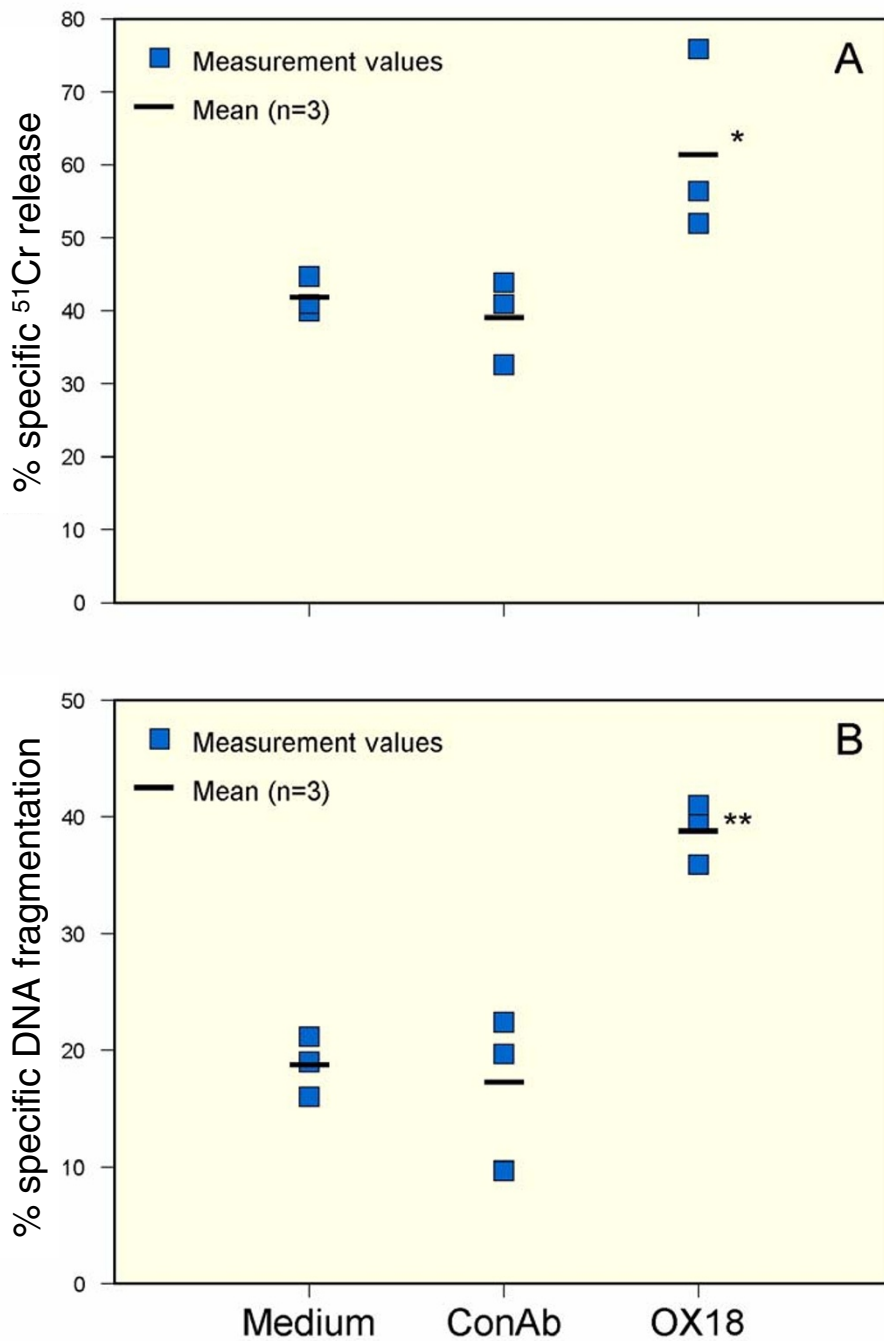 80
70
60
50
40
30
20
10
0
% specific ⁵¹Cr release
Measurement values
Mean (n=3)
A
*
50
40
30
20
10
0
% specific DNA fragmentation
Measurement values
Mean (n=3)
B
**
Medium ConAb OX18